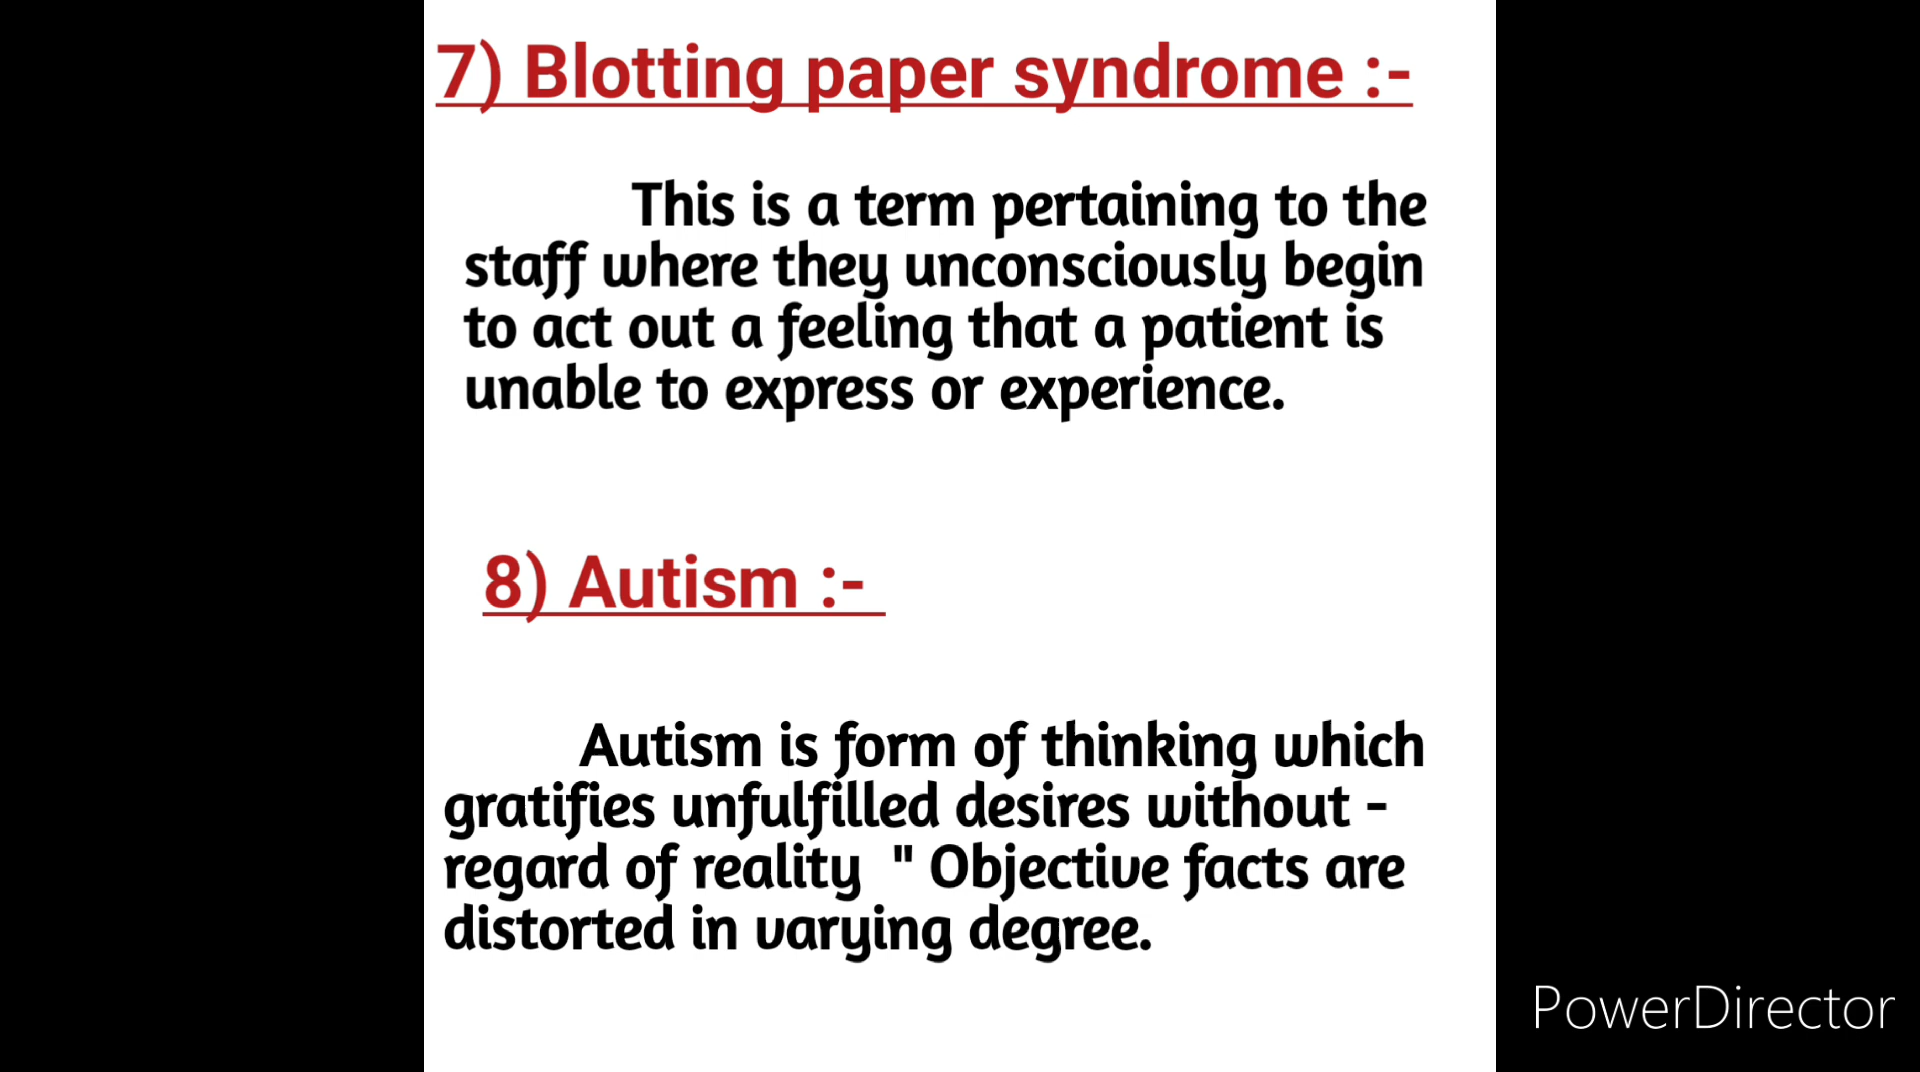 7) Blotting paper syndrome :-
This is a term pertaining to the
staff where they unconsciously begin
to act out a feeling that a patient is
unable to express or experience.
8) Autism :-
Autism is form of thinking which
gratifies unfulfilled desires without -
regard of reality " Objective facts are
distorted in varying degree.
PowerDirector